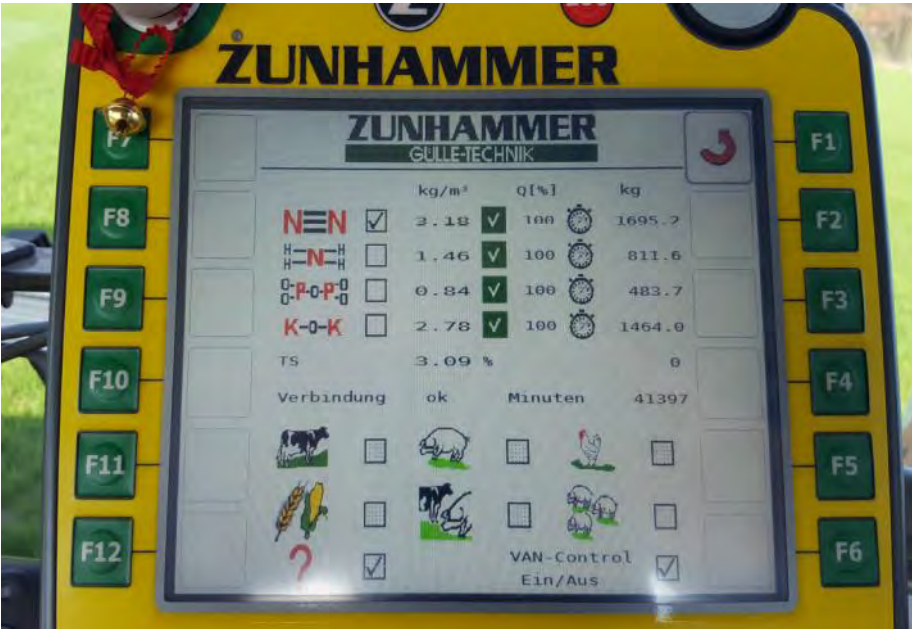 ZUNHAMMER
ZUNHAMMER
GÜLLE-TECHNIK
F7
F1
kg/m³ Q[%] kg
F8
N≡N 3.18 100 1695.2
F2
H H
N
H H
1.46 100 811.6
F9
O O
P-O-P
O O
0.84 100 483.7
F3
K-O-K 2.78 100 1464.0
TS 3.09 % 0
F10
F4
Verbindung ok Minuten 41397
F11
F5
F12
?
VAN-Control
Ein/Aus
F6